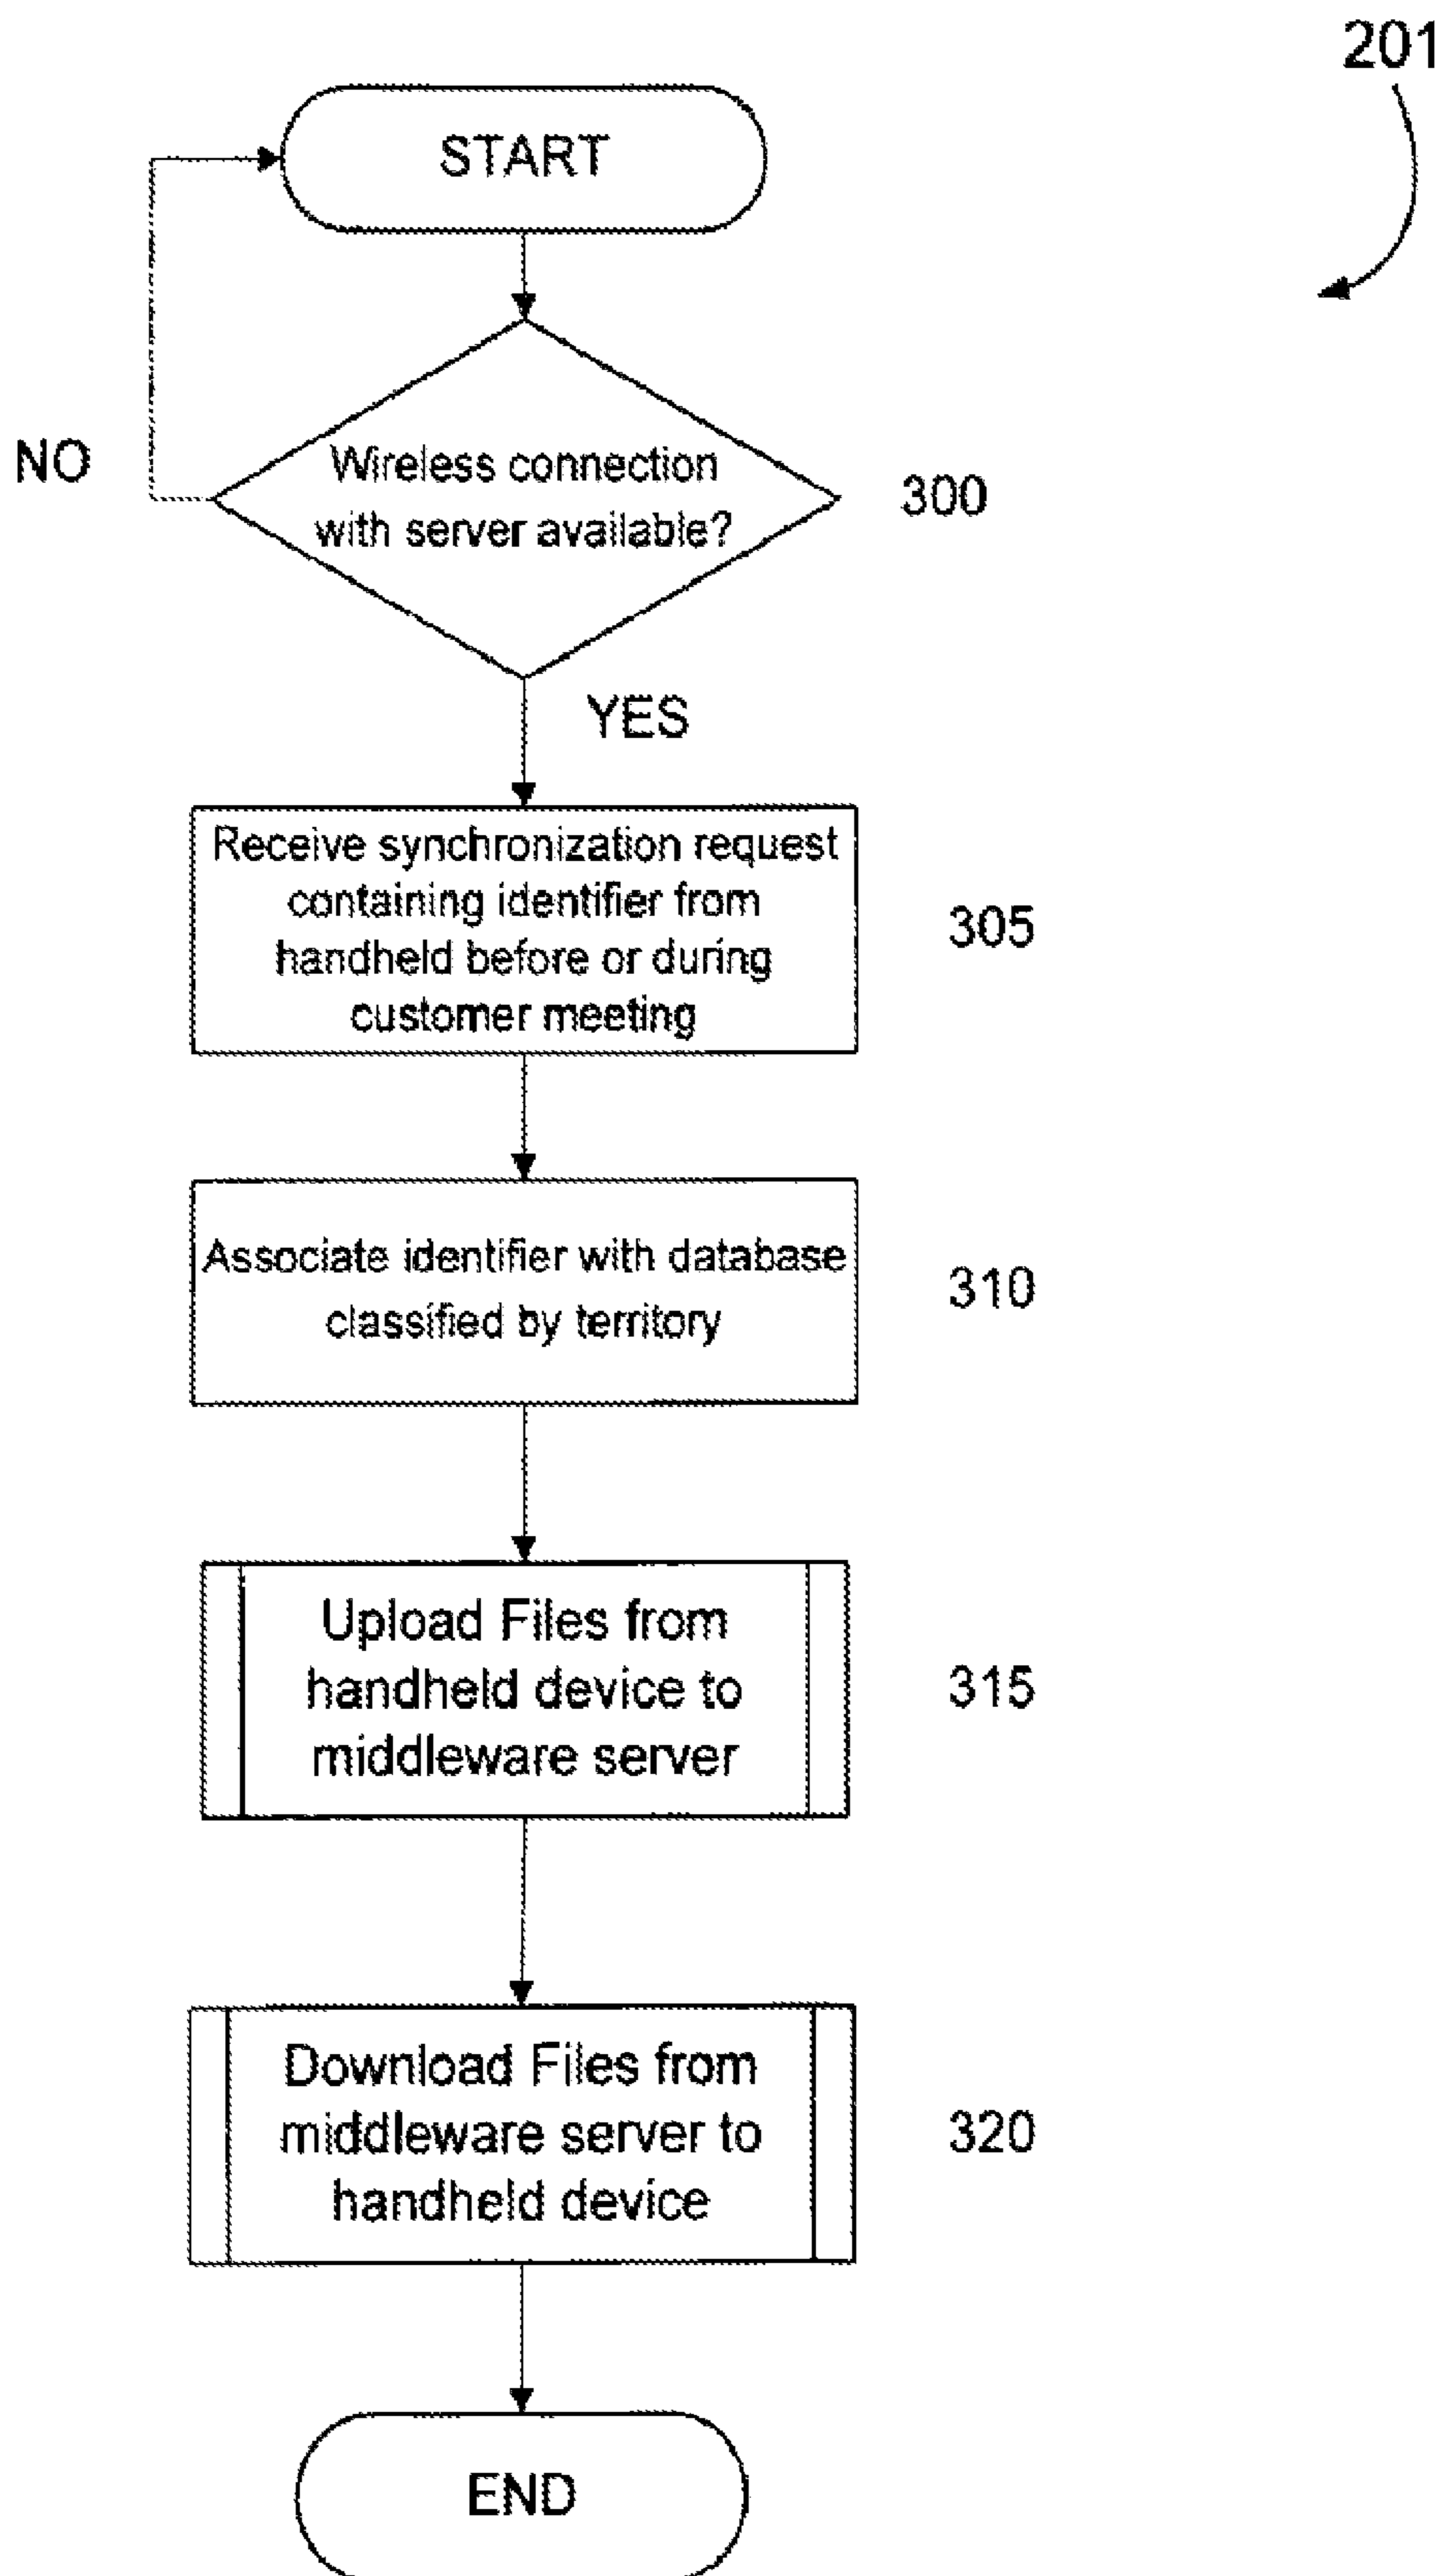 201
START
NO
Wireless connection
with server available?
300
YES
Receive synchronization request
containing identifier from
handheld before or during
customer meeting
305
Associate identifier with database
classified by territory
310
Upload Files from
handheld device to
middleware server
315
Download Files from
middleware server to
handheld device
320
END